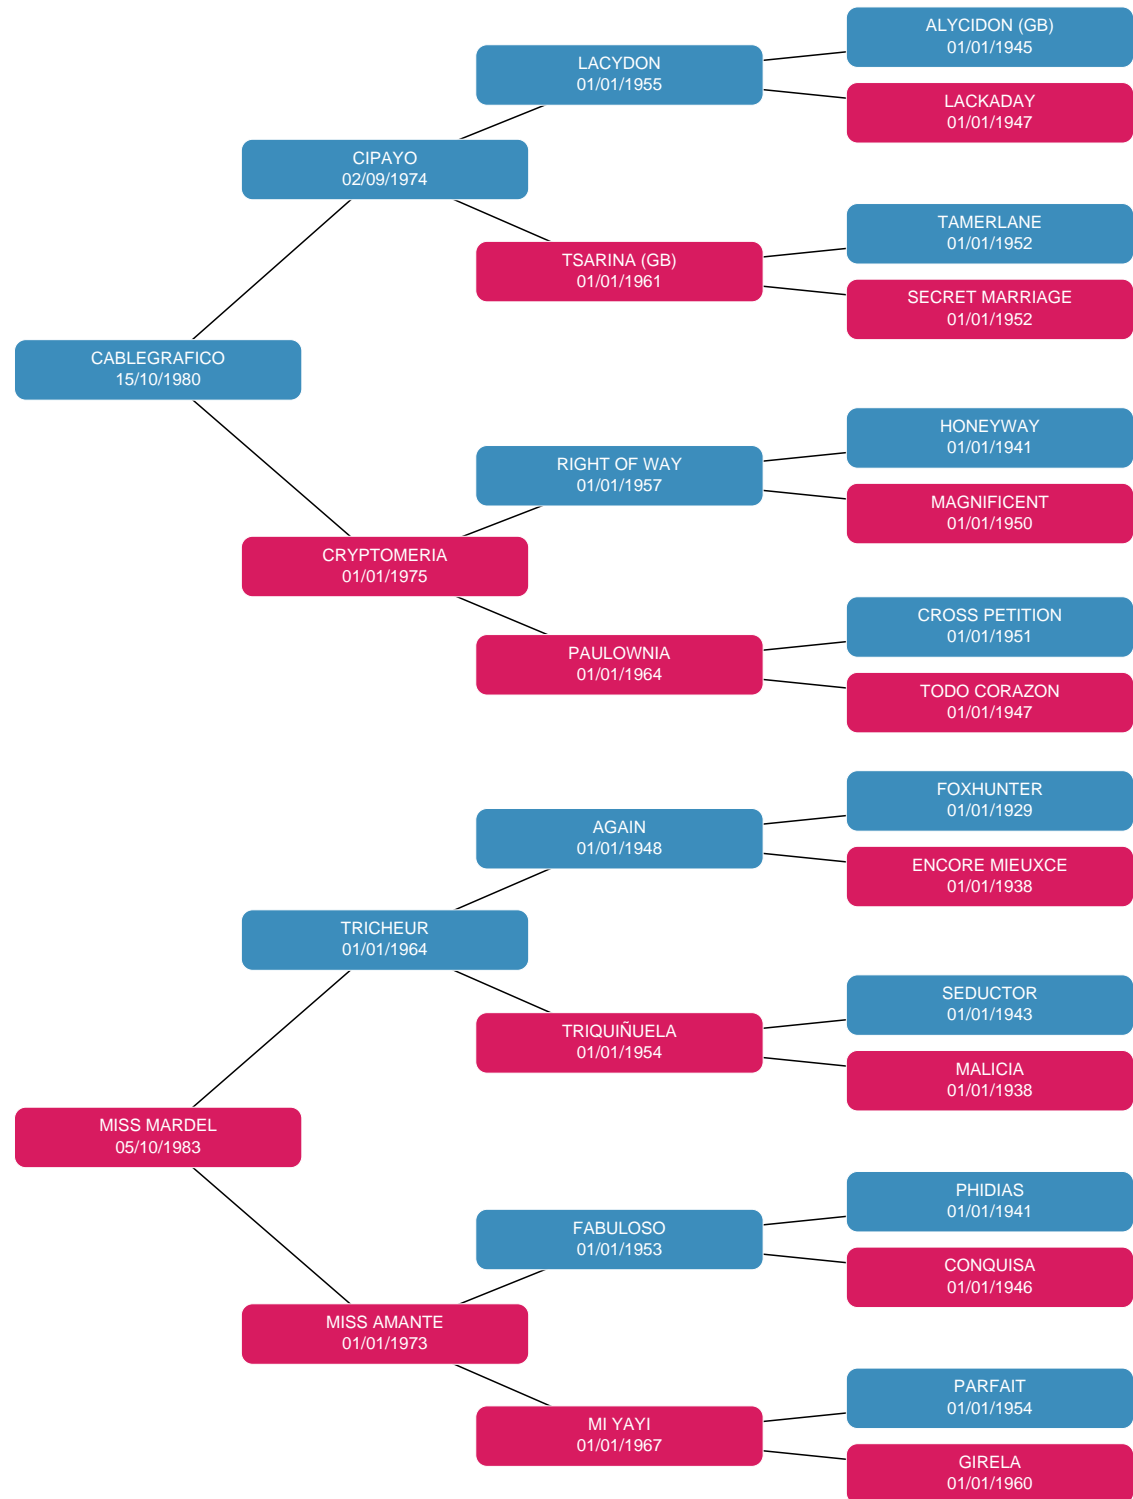 ALYCIDON (GB)
01/01/1945
LACYDON
01/01/1955
LACKADAY
01/01/1947
CIPAYO
02/09/1974
TAMERLANE
01/01/1952
TSARINA (GB)
01/01/1961
SECRET MARRIAGE
01/01/1952
CABLEGRAFICO
15/10/1980
HONEYWAY
01/01/1941
RIGHT OF WAY
01/01/1957
MAGNIFICENT
01/01/1950
CRYPTOMERIA
01/01/1975
CROSS PETITION
01/01/1951
PAULOWNIA
01/01/1964
TODO CORAZON
01/01/1947
FOXHUNTER
01/01/1929
AGAIN
01/01/1948
ENCORE MIEUXCE
01/01/1938
TRICHEUR
01/01/1964
SEDUCTOR
01/01/1943
TRIQUIÑUELA
01/01/1954
MALICIA
01/01/1938
MISS MARDEL
05/10/1983
PHIDIAS
01/01/1941
FABULOSO
01/01/1953
CONQUISA
01/01/1946
MISS AMANTE
01/01/1973
PARFAIT
01/01/1954
MI YAYI
01/01/1967
GIRELA
01/01/1960